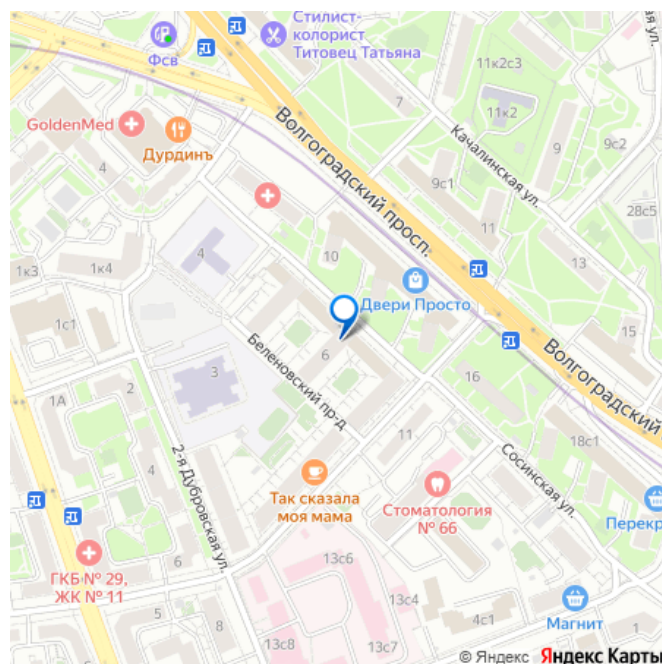 Стилист-
колорист
Титовец Татьяна
Фсв
11к2с3
7
11к2
GoldenMed
Дурдинъ
Волгоградский просп.
Качалинская ул.
9
9с2
4
9с1
28с5
11
4
10
13
1к3
1к4
Двери Просто
1с1
15
6
Беленовский пр-д
Волгоградский
3
2
16
1А
18с1
11
4
2-я Дубровская ул.
Сосинская ул.
Так сказала
моя мама
Стоматология
№ 66
Перекр
6
13с6
ГКБ № 29,
ЖК № 11
5
8
13с4
4с1
Магнит
13с8
13с7
© Яндекс Яндекс Карты